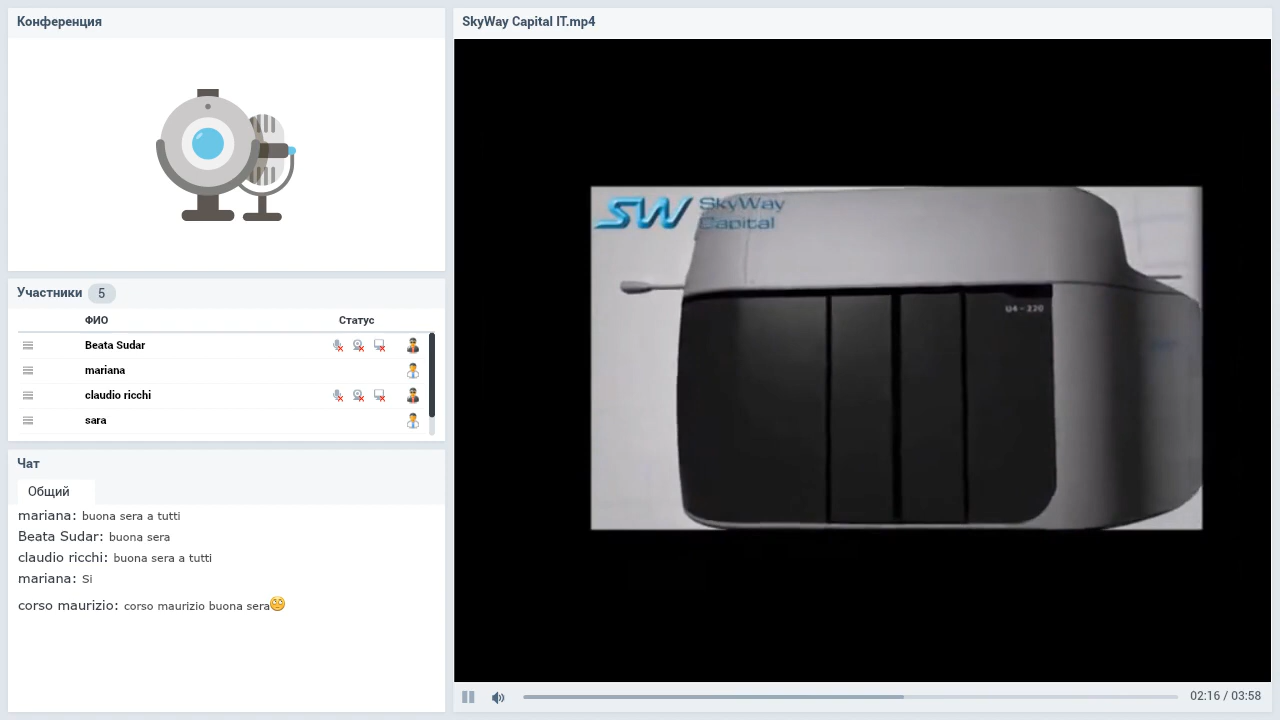 Конференция
SkyWay Capital IT.mp4
SW SkyWay
Capital
U4-220
Участники 5
ФИО Статус
Beata Sudar
mariana
claudio ricchi
sara
Чат
Общий
mariana: buona sera a tutti
Beata Sudar: buona sera
claudio ricchi: buona sera a tutti
mariana: Si
corso maurizio: corso maurizio buona sera
02:16 / 03:58